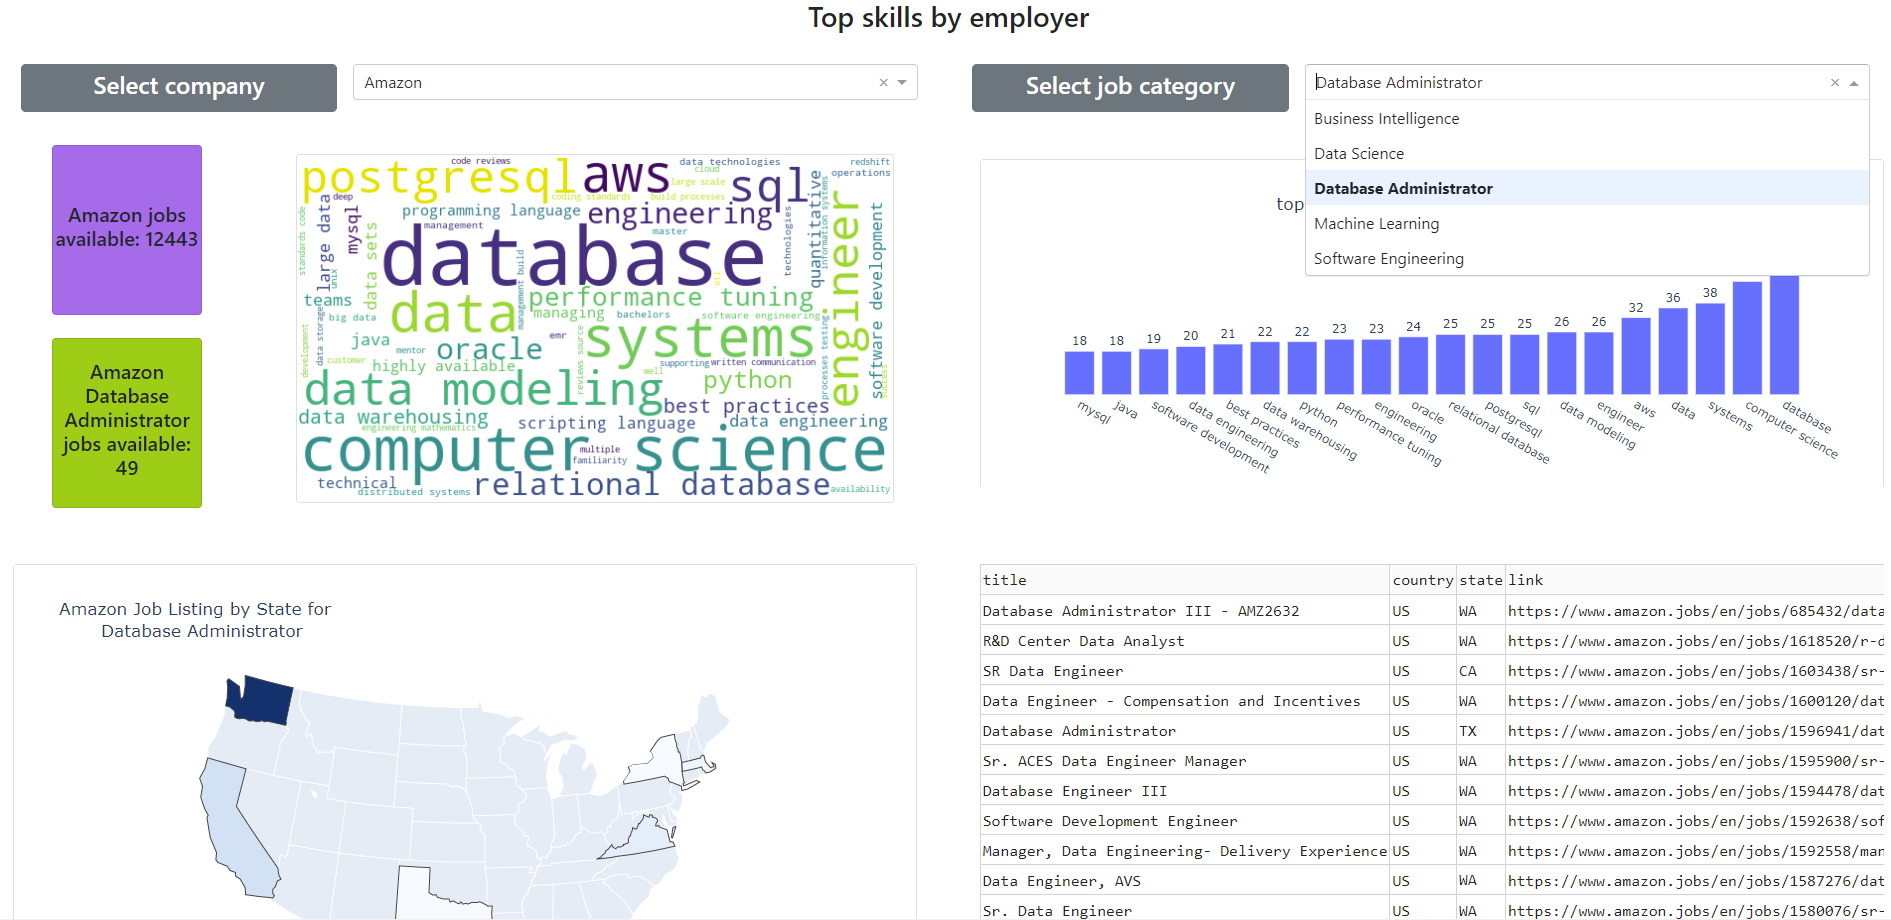 Top skills by employer
Select company
Amazon
Select job category
Database Administrator
Business Intelligence
Data Science
Database Administrator
Machine Learning
Software Engineering
Amazon jobs
available: 12443
Amazon
Database
Administrator
jobs available:
49
code reviews
data technologies
redshift
postgresql
aws
cloud
sql
operations
large scale
deep
coding standards
build processes
programming language
engineering
management
master
mysql
large data
standards code
unix
data sets
database
technologies
quantitative
information systems
engineer
software development
teams
data
management build
etl
performance tuning
big data
managing
bachelors
software engineering
data storage
development
java
mentor
oracle
emr
systems
processes testing
customer
highly available
reviews source
supporting
written communication
well
success
data modeling
python
best practices
data warehousing
scripting language
data engineering
engineering mathematics
computer science
multiple
familiarity
technical
distributed systems
relational database
availability
top
18
18
19
20
21
22
22
23
23
24
25
25
25
26
26
32
36
38
mysql
java
software development
data engineering
best practices
data warehousing
python
performance tuning
engineering
oracle
relational database
postgresql
sql
data modeling
engineer
aws
data
systems
computer science
database
Amazon Job Listing by State for
Database Administrator
title country state link
Database Administrator III - AMZ2632 US WA https://www.amazon.jobs/en/jobs/685432/data
R&D Center Data Analyst US WA https://www.amazon.jobs/en/jobs/1618520/r-d
SR Data Engineer US CA https://www.amazon.jobs/en/jobs/1603438/sr-
Data Engineer - Compensation and Incentives US WA https://www.amazon.jobs/en/jobs/1600120/dat
Database Administrator US TX https://www.amazon.jobs/en/jobs/1596941/dat
Sr. ACES Data Engineer Manager US WA https://www.amazon.jobs/en/jobs/1595900/sr-
Database Engineer III US WA https://www.amazon.jobs/en/jobs/1594478/dat
Software Development Engineer US WA https://www.amazon.jobs/en/jobs/1592638/sof
Manager, Data Engineering- Delivery Experience US WA https://www.amazon.jobs/en/jobs/1592558/man
Data Engineer, AVS US WA https://www.amazon.jobs/en/jobs/1587276/dat
Sr. Data Engineer US WA https://www.amazon.jobs/en/jobs/1580076/sr-